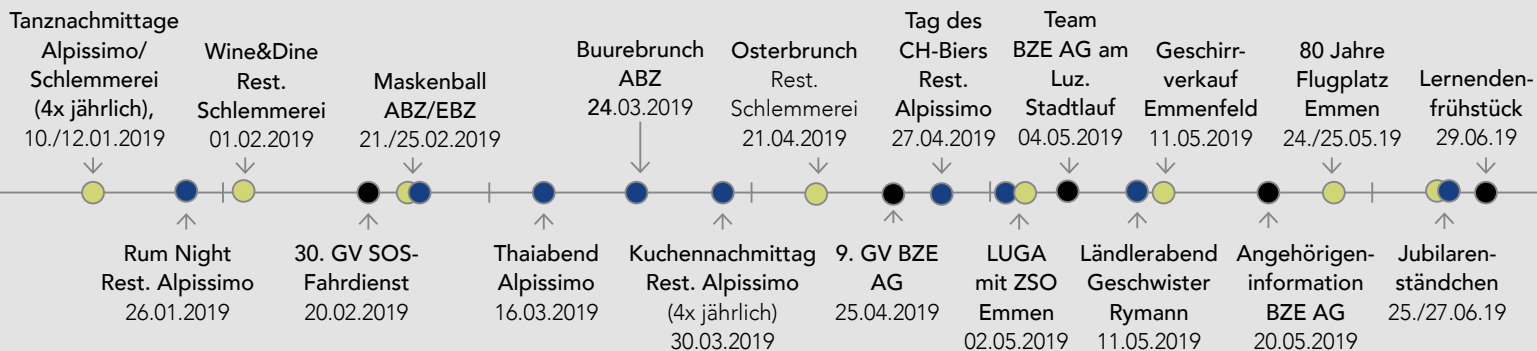 Tanznachmittage
Alpissimo/
Schlemmerei
(4x jährlich),
10./12.01.2019
Wine&Dine
Rest.
Schlemmerei
01.02.2019
Maskenball
ABZ/EBZ
21./25.02.2019
Buurebrunch
ABZ
24.03.2019
Osterbrunch
Rest.
Schlemmerei
21.04.2019
Tag des
CH-Biers
Rest.
Alpissimo
27.04.2019
Team
BZE AG am
Luz.
Stadtlauf
04.05.2019
Geschirr-
verkauf
Emmenfeld
11.05.2019
80 Jahre
Flugplatz
Emmen
24./25.05.19
Lernenden-
frühstück
29.06.19
Rum Night
Rest. Alpissimo
26.01.2019
30. GV SOS-
Fahrdienst
20.02.2019
Thaiabend
Alpissimo
16.03.2019
Kuchennachmittag
Rest. Alpissimo
(4x jährlich)
30.03.2019
9. GV BZE
AG
25.04.2019
LUGA
mit ZSO
Emmen
02.05.2019
Ländlerabend
Geschwister
Rymann
11.05.2019
Angehörigen-
information
BZE AG
20.05.2019
Jubilaren-
ständchen
25./27.06.19